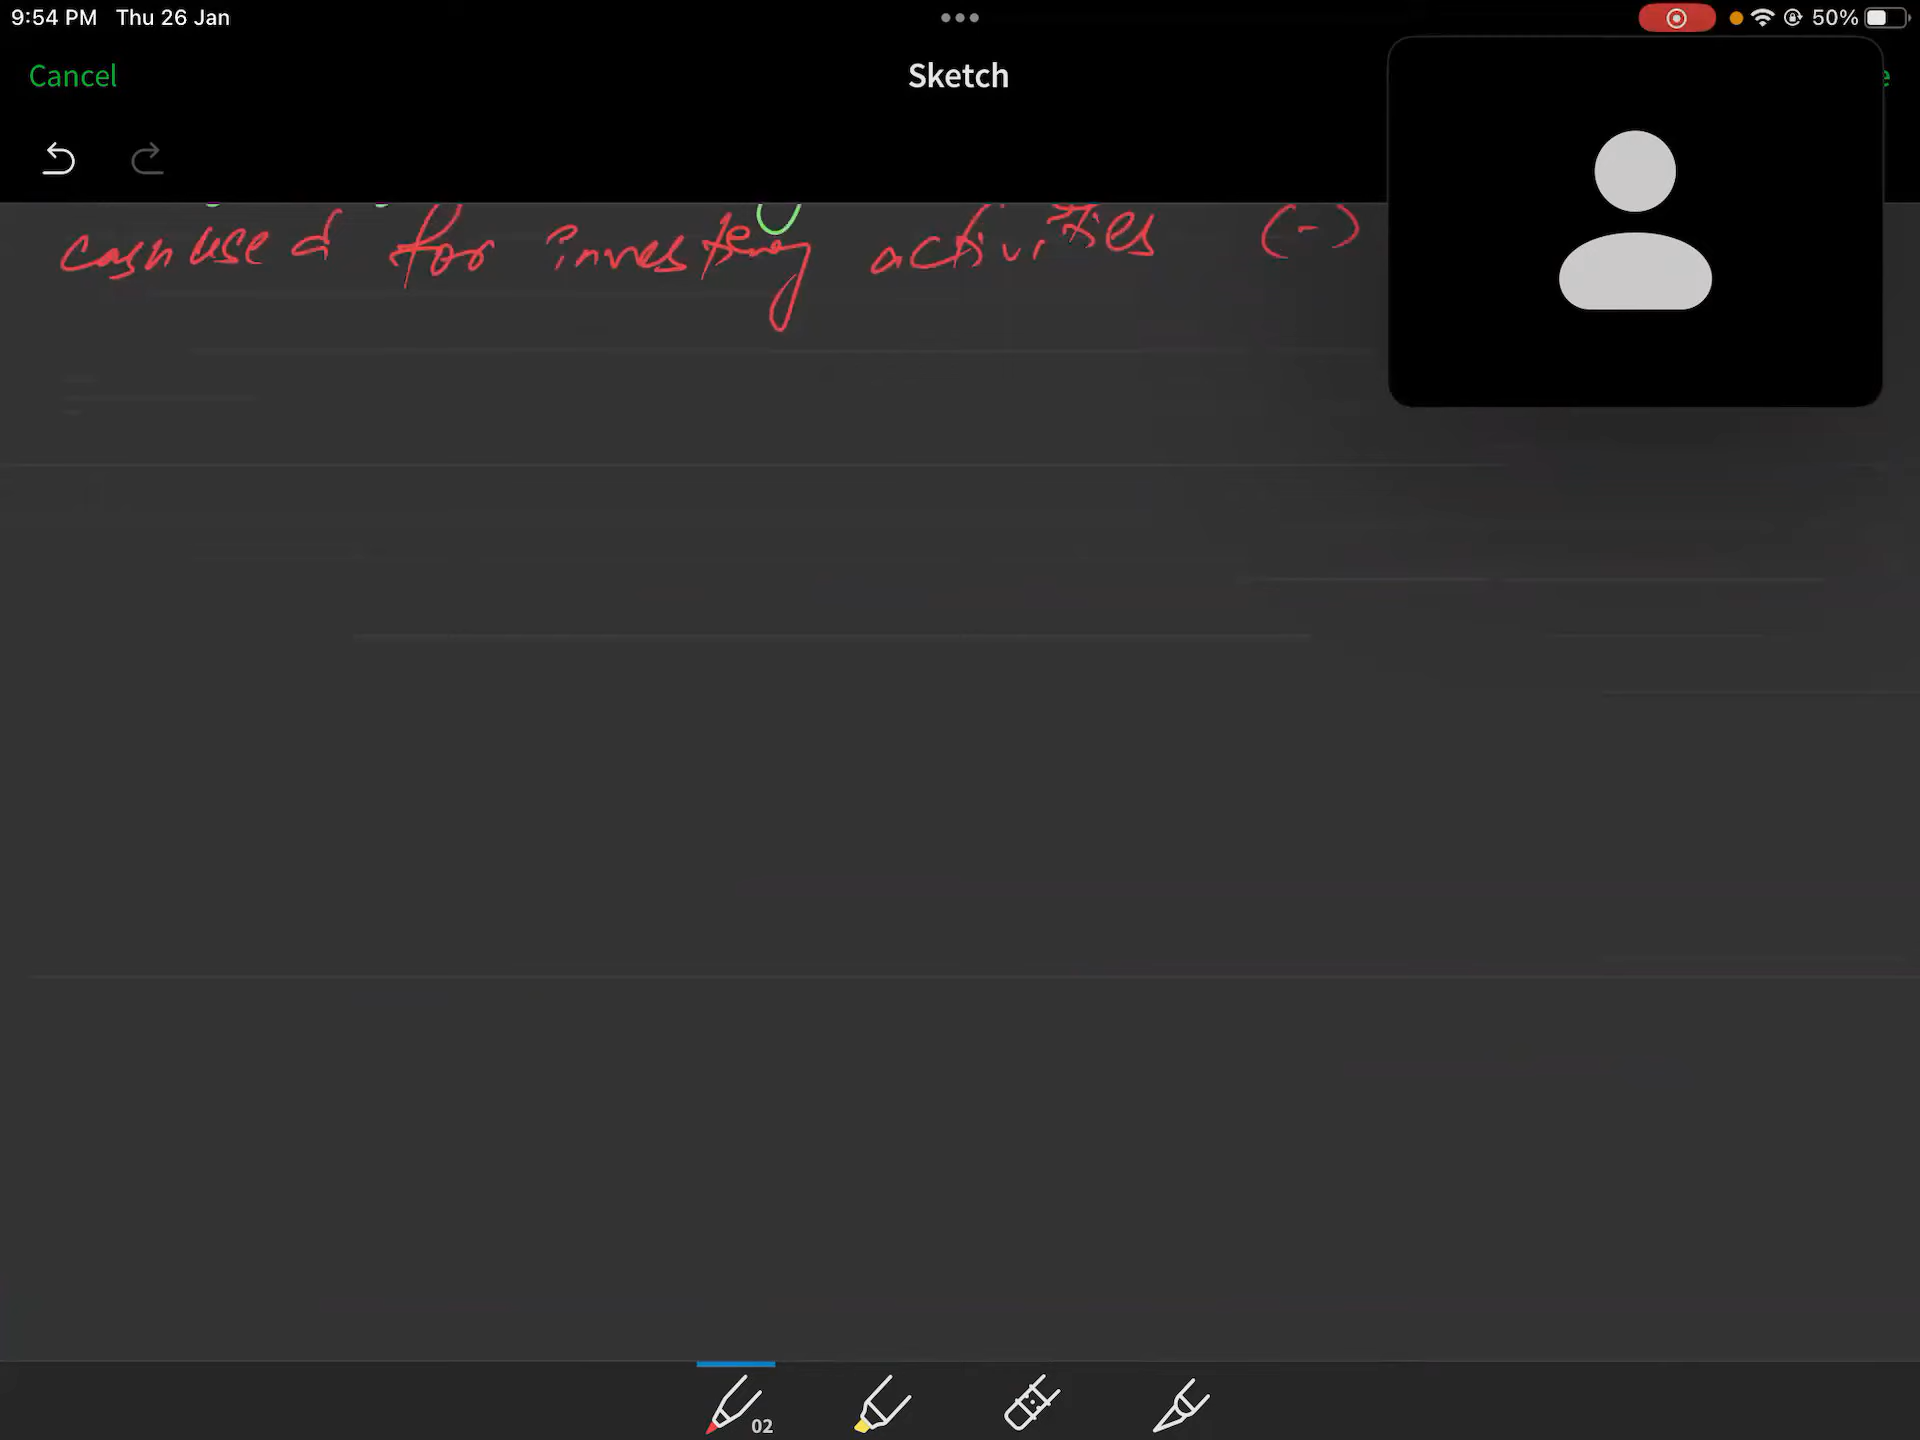 9:54 PM Thu 26 Jan
50%
Cancel
Sketch
e
cash used for investing activities (-)
02